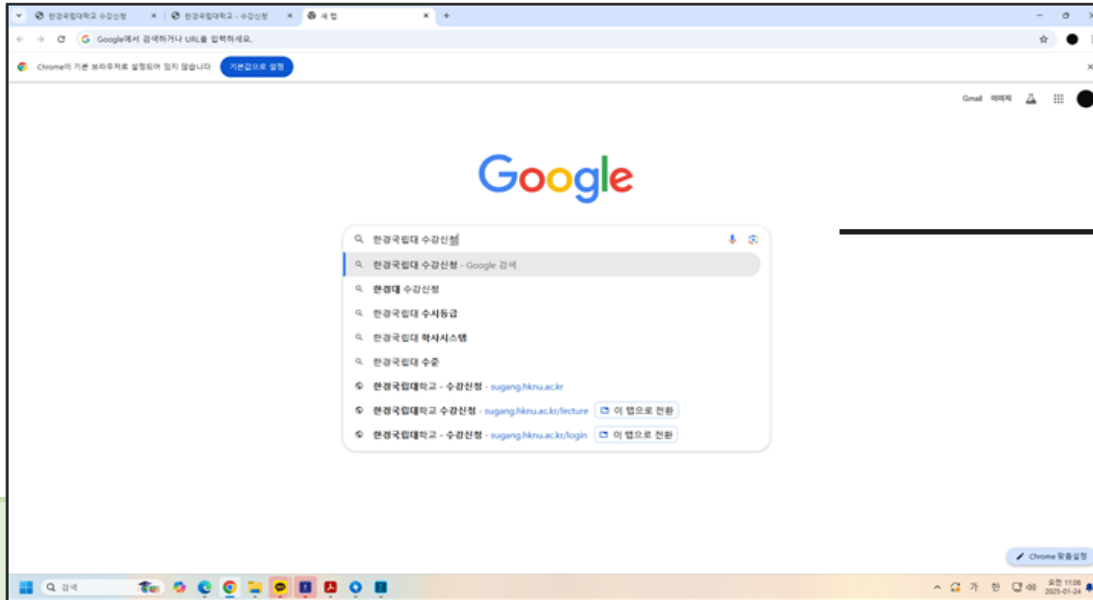 한경국립대학교 수강신청
한경국립대학교 - 수강신청
새 탭
Google에서 검색하거나 URL을 입력하세요.
Chrome이 기본 브라우저로 설정되어 있지 않습니다
기본값으로 설정
Gmail 이미지
Google
한경국립대 수강신청
한경국립대 수강신청 - Google 검색
한경대 수강신청
한경국립대 수시등급
한경국립대 학사시스템
한경국립대 수준
한경국립대학교 - 수강신청 - sugang.hknu.ac.kr
한경국립대학교 수강신청 - sugang.hknu.ac.kr/lecture 이 탭으로 전환
한경국립대학교 - 수강신청 - sugang.hknu.ac.kr/login 이 탭으로 전환
Chrome 맞춤설정
검색
가 한
오전 11:06
2025-01-24